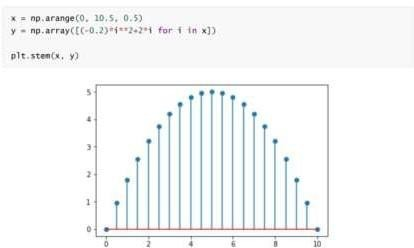 x = np.arange(0, 10.5, 0.5)
y = np.array([(-0.2)*i**2+2*i for i in x])
plt.stem(x, y)
5
4
3
2
1
0
0 2 4 6 8 10